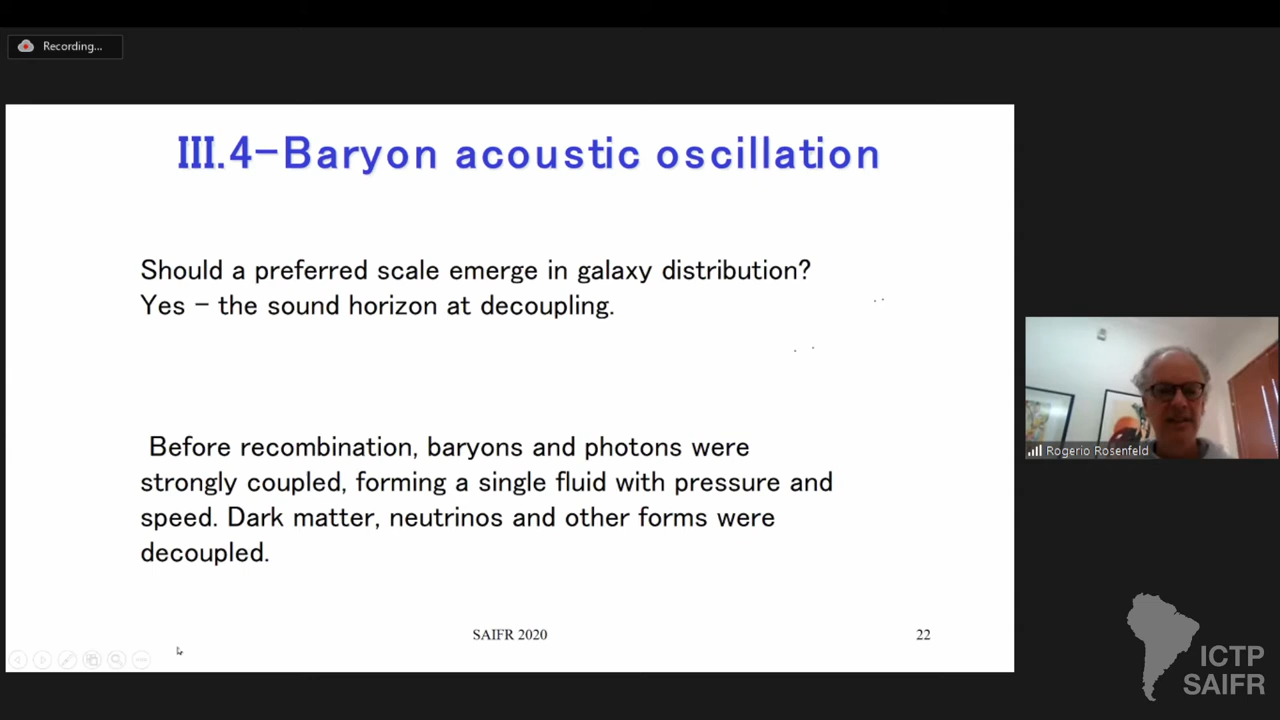 Recording...
III.4-Baryon acoustic oscillation
Should a preferred scale emerge in galaxy distribution?
Yes – the sound horizon at decoupling.
Before recombination, baryons and photons were
strongly coupled, forming a single fluid with pressure and
speed. Dark matter, neutrinos and other forms were
decoupled.
SAIFR 2020
22
Rogerio Rosenfeld
ICTP
SAIFR